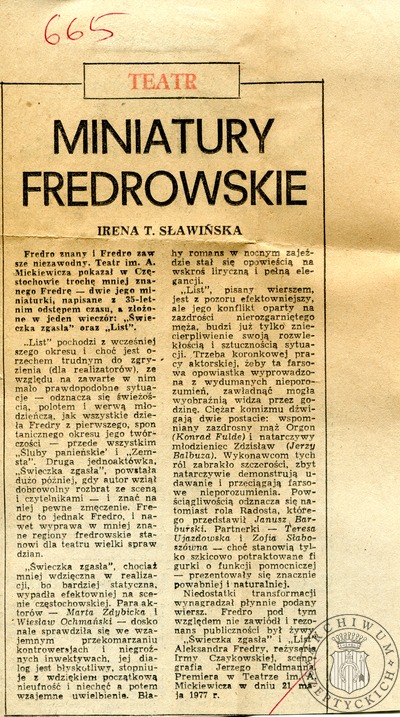 665
TEATR
MINIATURY
FREDROWSKIE
IRENA T. SŁAWIŃSKA
Fredro znany i Fredro zaw
sze niezawodny. Teatr im. A.
Mickiewicza pokazał w Czę-
stochowie trochę mniej zna-
nego Fredrę — dwie jego mi-
niaturki, napisane z 35-let-
nim odstępem czasu, a złożo-
ne w jeden wieczór: „Świe-
czka zgasła" oraz „List".
„List" pochodzi z wcześniej
szego okresu i choć jest o-
rzechem trudnym do zgry-
zienia (dla realizatorów), ze
względu na zawarte w nim
mało prawdopodobne sytua-
cje — odznacza się świeżoś-
cią, polotem i werwą mło-
dzieńczą, jak wszystkie dzie-
ła Fredry z pierwszego, spon
tanicznego okresu jego twór-
czości — przede wszystkim
„Śluby panieńskie" i „Zem-
sta". Druga jednoaktówka,
„Świeczka zgasła", powstała
dużo później, gdy autor wziął
dobrowolny rozbrat ze sceną
i czytelnikami — i znać na
niej pewne zmęczenie. Fre-
dro to jednak Fredro, i na-
wet wyprawa w mniej zna-
ne regiony fredrowskie sta-
nowi dla teatru wielki spraw
dzian.
„Świeczka zgasła", chociaż
mniej wdzięczna w realiza-
cji, bo bardziej statyczna,
wypadła efektowniej na sce-
nie częstochowskiej. Para ak-
torów — Marta Zdybicka i
Wiesław Ochmański — dosko
nale sprawdziła się we wza-
jemnym przekomarzaniu
kontrowersjach i niegroź-
nych inwektywach, jej dia-
log jest błyskotliwy, stopniu-
je z wdziękiem początkową
nieufność i niechęć a potem
wzajemne uwielbienie. Bła-
hy romans w nocnym zajeź-
dzie stał się opowieścią na
wskroś liryczną i pełną ele-
gancji.
„List", pisany wierszem,
jest z pozoru efektowniejszy,
ale jego konflikt oparty na
zazdrości nierozgarniętego
męża, budzi już tylko znie-
cierpliwienie swoją rozwle-
kłością i sztucznością sytua-
cji. Trzeba koronkowej pra-
cy aktorskiej, żeby ta farso-
wa opowiastka wyprowadzo-
na z wydumanych nieporo-
zumień, zawładnąć mogła
wyobraźnią widza przez go-
dzinę. Ciężar komizmu dźwi-
gają dwie postacie: wspom-
niany zazdrosny mąż Orgon
(Konrad Fulde) i natarczywy
młodzieniec Zdzisław (Jerzy
Balbuza). Wykonawcom tych
ról zabrakło szczerości, zbyt
natarczywie demonstrują u-
dawanie i przeciągają farso-
we nieporozumienia. Pow-
ściągliwością odznacza się na-
tomiast rola Radosta, które-
go przedstawił Janusz Bar-
burski. Partnerki — Teresa
Ujazdowska i Zofia Słabo-
szówna — choć stanowią tyl-
ko szkicowo potraktowane fi
gurki o funkcji pomocniczej
— prezentowały się znacznie
powabniej i naturalniej.
Niedostatki transformacji
wynagradzał płynnie podany
wiersz. Fredro pod tym
względem nie zawiódł i rezo-
nans publiczności był żywy.
„Świeczka zgasła" i „List"
Aleksandra Fredry, reżyseria
Irmy Czaykowskiej, sceno-
grafia Jerzego Feldmanna.
Premiera w Teatrze im. A.
Mickiewicza w dniu 21 ma-
ja 1977 r.